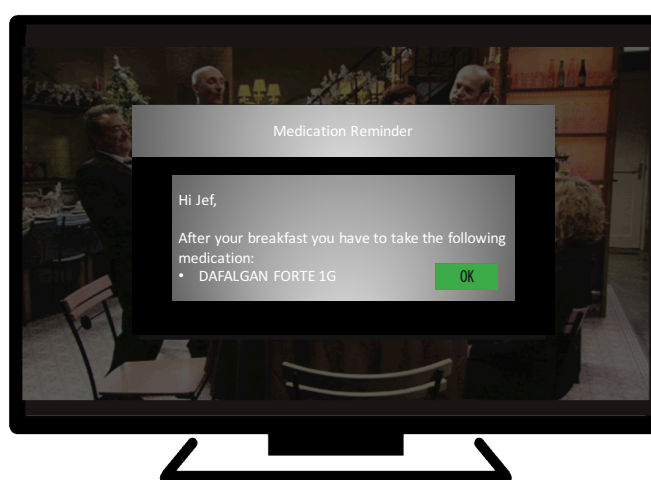 Medication Reminder
Hi Jef,
After your breakfast you have to take the following
medication:
• DAFALGAN FORTE 1G
OK